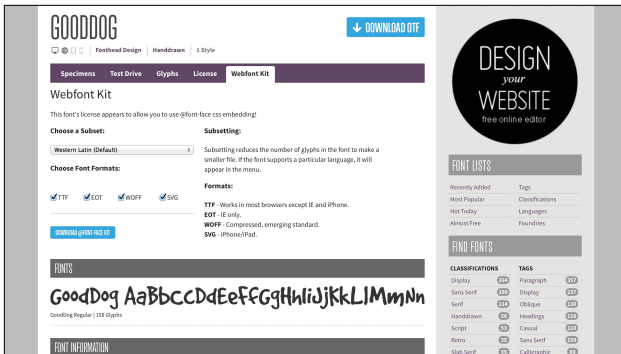 GOODDOG
DOWNLOAD OTF
Fonthead Design Handdrawn 1 Style
Specimens Test Drive Glyphs License Webfont Kit
Webfont Kit
This font's license appears to allow you to use @font-face css embedding!
Choose a Subset:
Western Latin (Default)
Choose Font Formats:
TTF EOT WOFF SVG
DOWNLOAD @FONT-FACE KIT
Subsetting:
Subsetting reduces the number of glyphs in the font to make a
smaller file. If the font supports a particular language, it will
appear in the menu.
Formats:
TTF - Works in most browsers except IE and iPhone.
EOT - IE only.
WOFF - Compressed, emerging standard.
SVG - iPhone/iPad.
FONTS
GoodDog AaBbCcDdEeFfGgHhIiJjKkLlMmNn
GoodDog Regular | 158 Glyphs
FONT INFORMATION
DESIGN
your
WEBSITE
free online editor
FONT LISTS
Recently Added Tags
Most Popular Classifications
Hot Today Languages
Almost Free Foundries
FIND FONTS
CLASSIFICATIONS TAGS
Display Paragraph
Sans Serif Display
Serif Oblique
Handdrawn Headings
Script Casual
Retro Sans Serif
Slab Serif Calligraphic